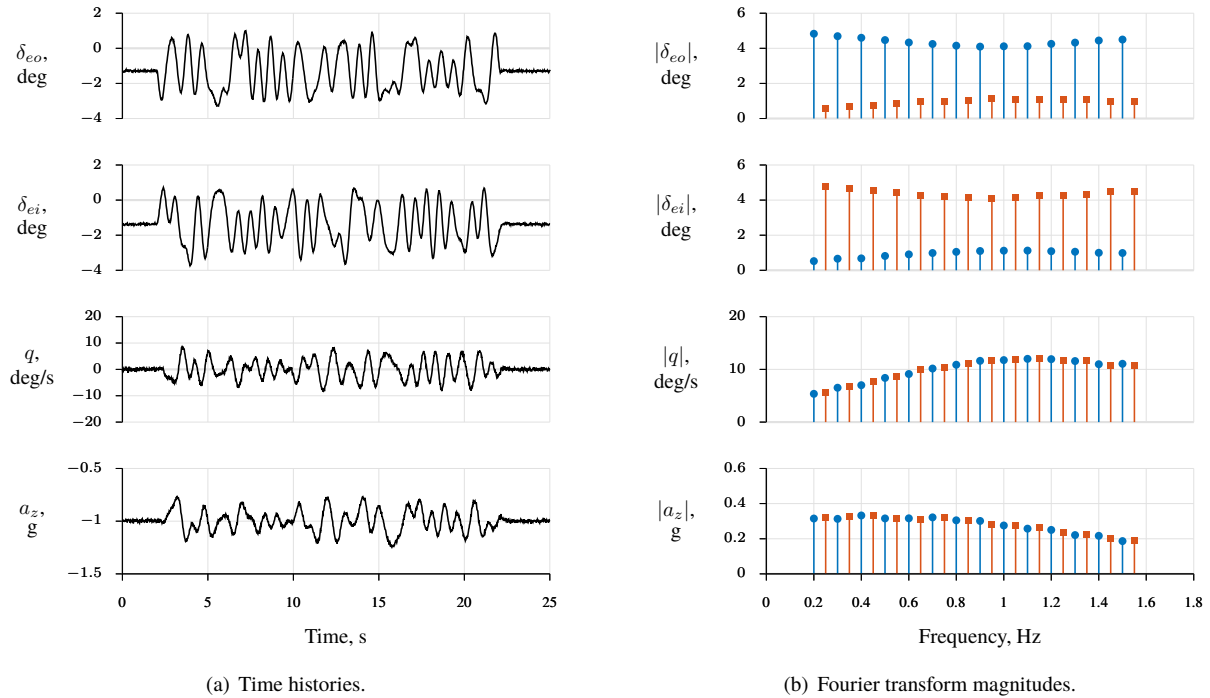 δeo,
deg
2
0
−2
−4
δei,
deg
2
0
−2
−4
q,
deg/s
20
10
0
−10
−20
az,
g
−0.5
−1
−1.5
0 5 10 15 20 25
Time, s
(a) Time histories.
|δeo|,
deg
6
4
2
0
|δei|,
deg
6
4
2
0
|q|,
deg/s
20
10
0
|az|,
g
0.6
0.4
0.2
0
0 0.2 0.4 0.6 0.8 1 1.2 1.4 1.6 1.8
Frequency, Hz
(b) Fourier transform magnitudes.